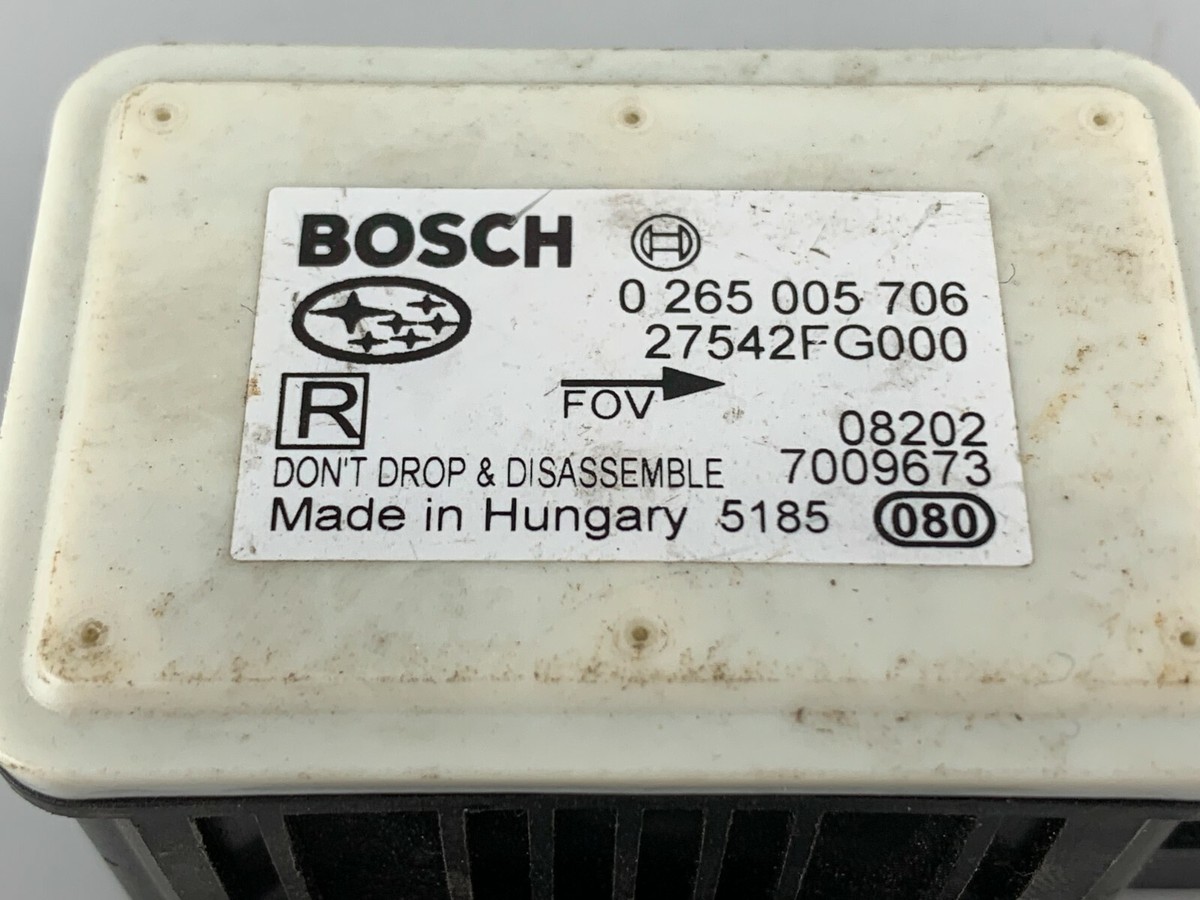 BOSCH
0 265 005 706
27542FG000
R
FOV
08202
DON'T DROP & DISASSEMBLE 7009673
Made in Hungary 5185 080